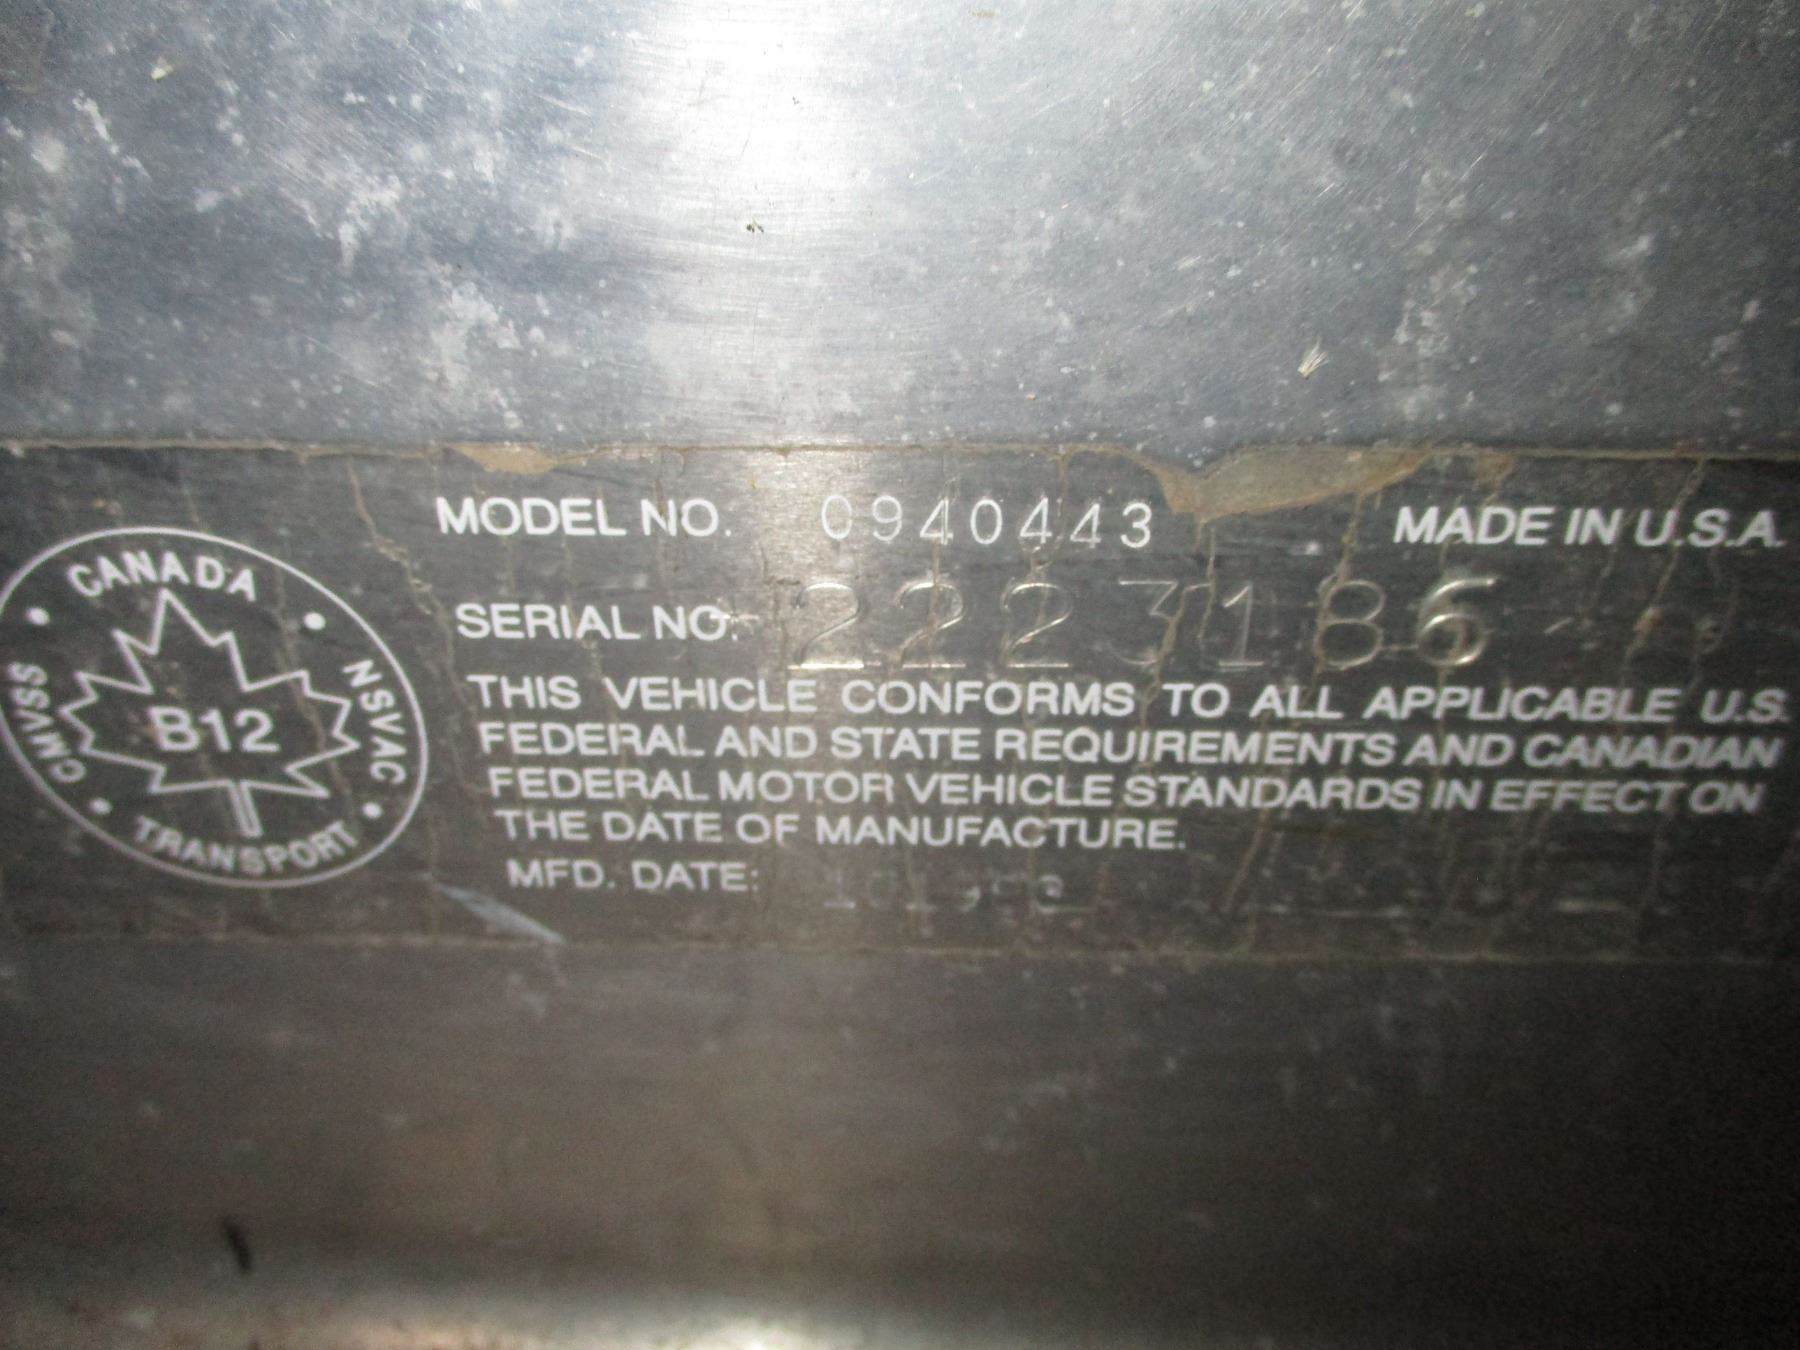 CANADA
CMVSS
NSVAC
B12
TRANSPORT
MODEL NO. 0940443
MADE IN U.S.A.
SERIAL NO. 2223186
THIS VEHICLE CONFORMS TO ALL APPLICABLE U.S.
FEDERAL AND STATE REQUIREMENTS AND CANADIAN
FEDERAL MOTOR VEHICLE STANDARDS IN EFFECT ON
THE DATE OF MANUFACTURE.
MFD. DATE: